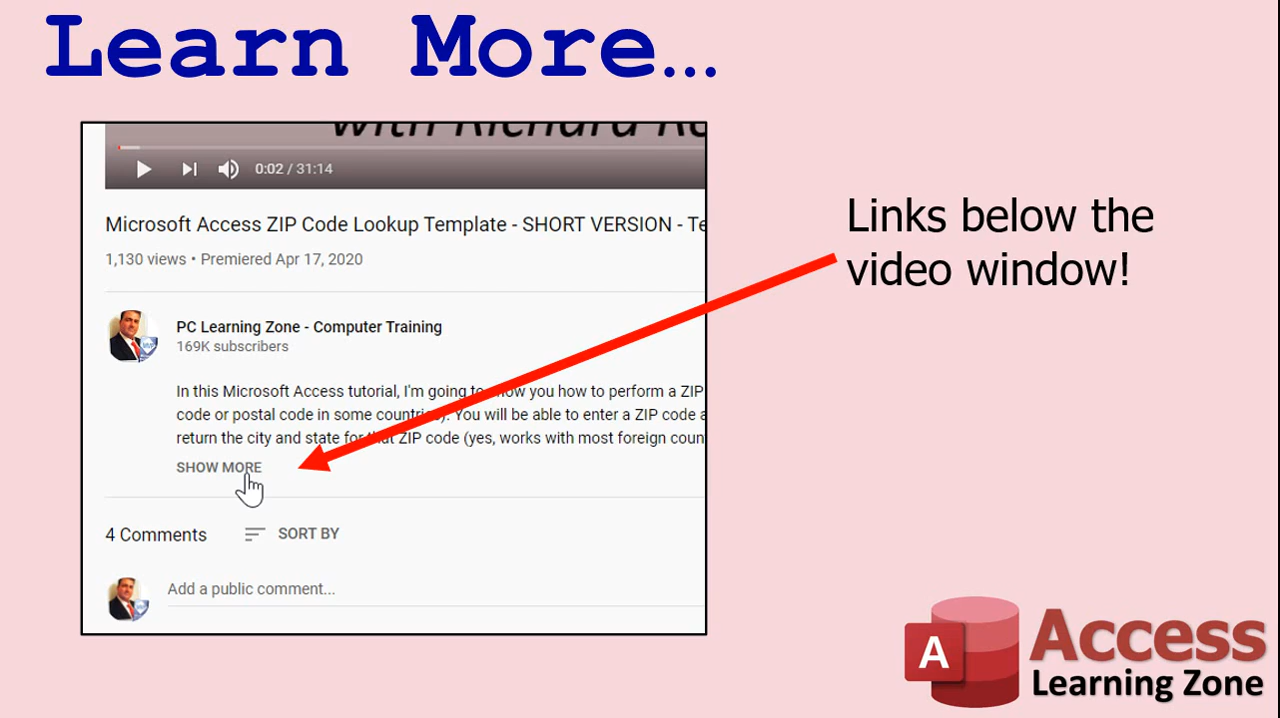 Learn More...
with Richard Ro
0:02 / 31:14
Microsoft Access ZIP Code Lookup Template - SHORT VERSION - Te
1,130 views • Premiered Apr 17, 2020
PC Learning Zone - Computer Training
169K subscribers
In this Microsoft Access tutorial, I'm going to show you how to perform a ZIP
code or postal code in some countries). You will be able to enter a ZIP code a
return the city and state for that ZIP code (yes, works with most foreign coun
SHOW MORE
4 Comments SORT BY
Add a public comment...
Links below the
video window!
A
Access
Learning Zone